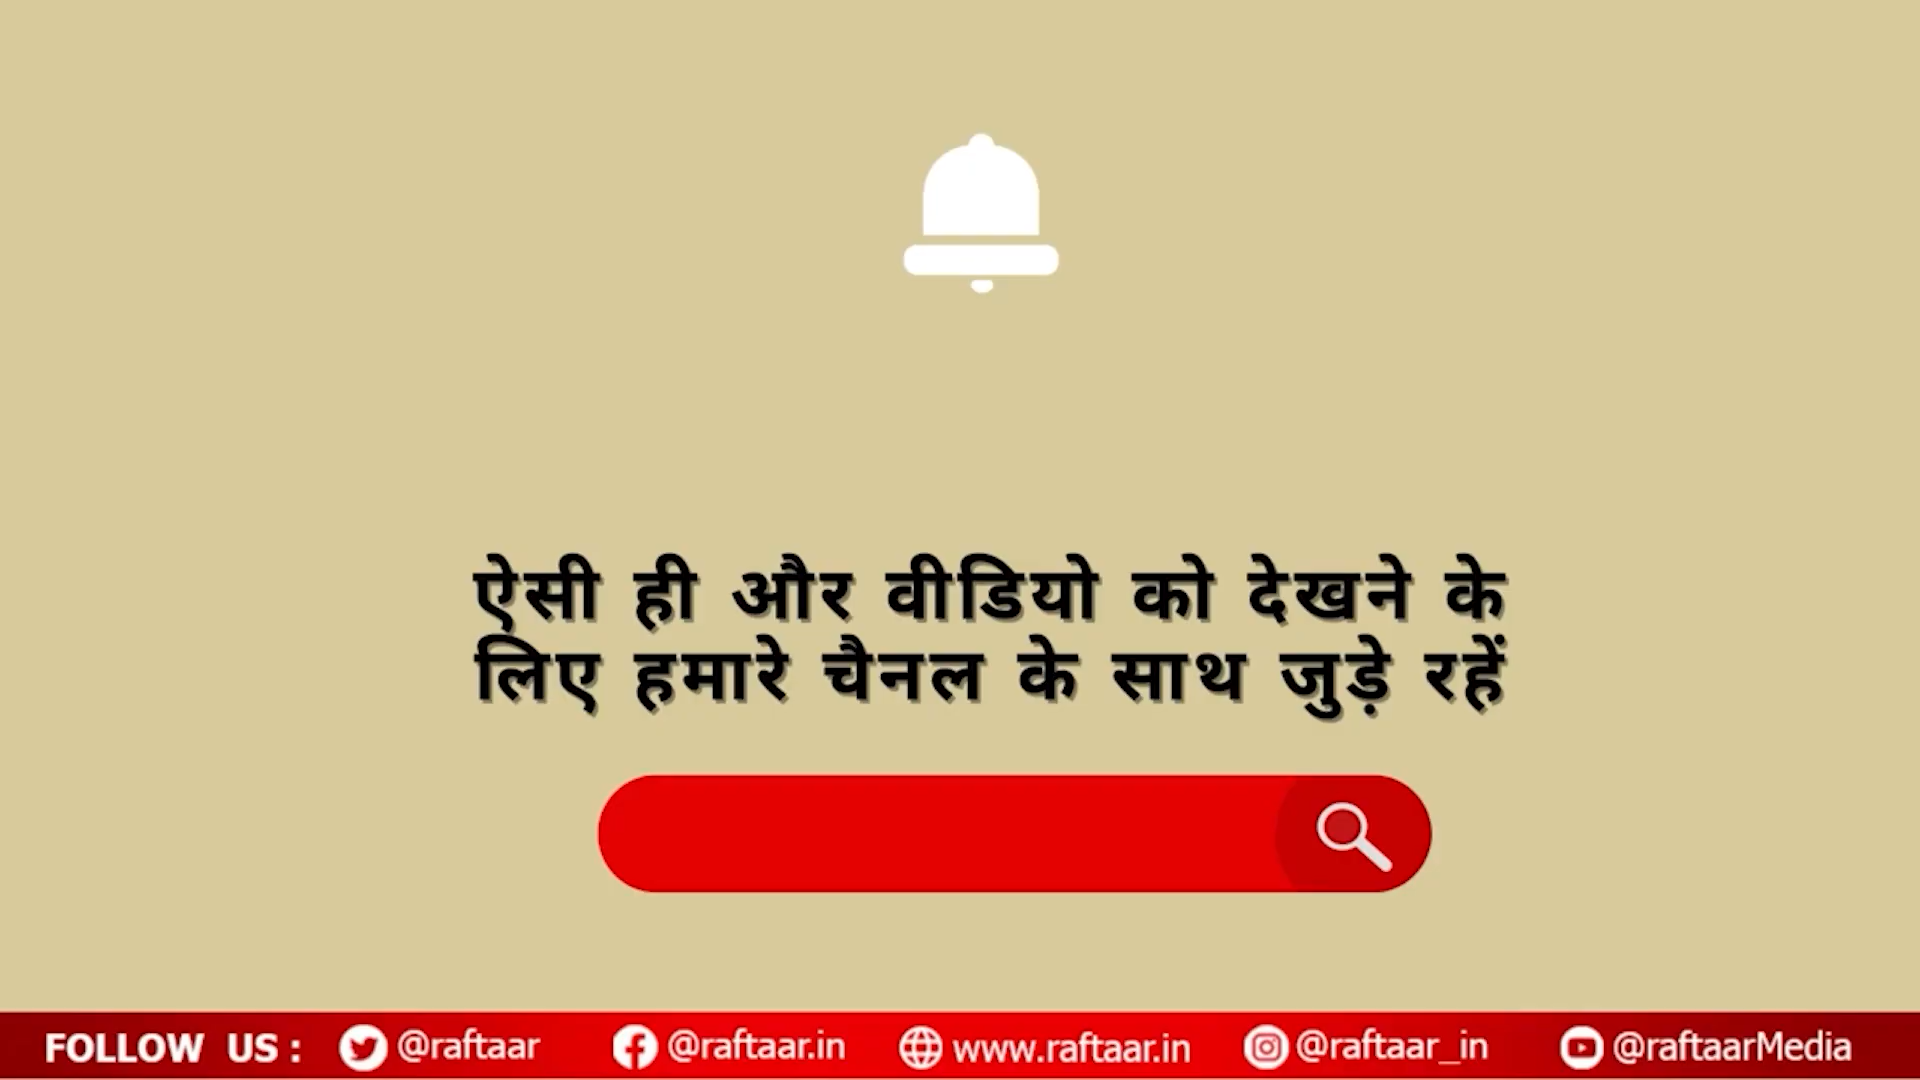 ऐसी ही और वीडियो को देखने के
लिए हमारे चैनल के साथ जुड़े रहें
FOLLOW US : @raftaar @raftaar.in www.raftaar.in @raftaar_in @raftaarMedia